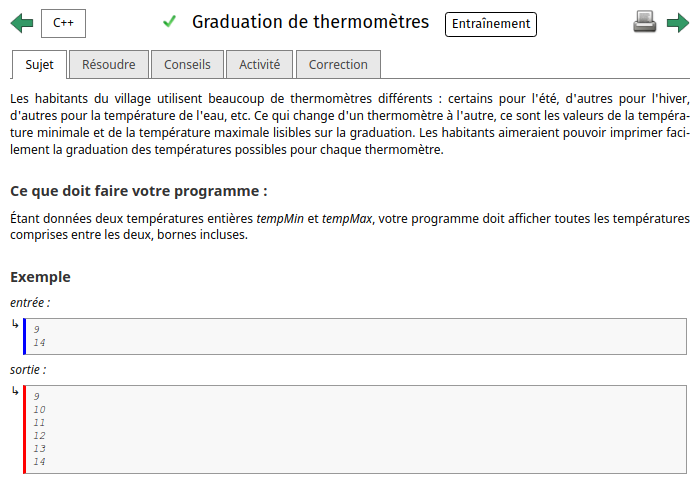 C++ Graduation de thermomètres Entraînement
Sujet Résoudre Conseils Activité Correction
Les habitants du village utilisent beaucoup de thermomètres différents : certains pour l'été, d'autres pour l'hiver,
d'autres pour la température de l'eau, etc. Ce qui change d'un thermomètre à l'autre, ce sont les valeurs de la tempéra-
ture minimale et de la température maximale lisibles sur la graduation. Les habitants aimeraient pouvoir imprimer faci-
lement la graduation des températures possibles pour chaque thermomètre.
Ce que doit faire votre programme :
Étant données deux températures entières tempMin et tempMax, votre programme doit afficher toutes les températures
comprises entre les deux, bornes incluses.
Exemple
entrée :
9
14
sortie :
9
10
11
12
13
14